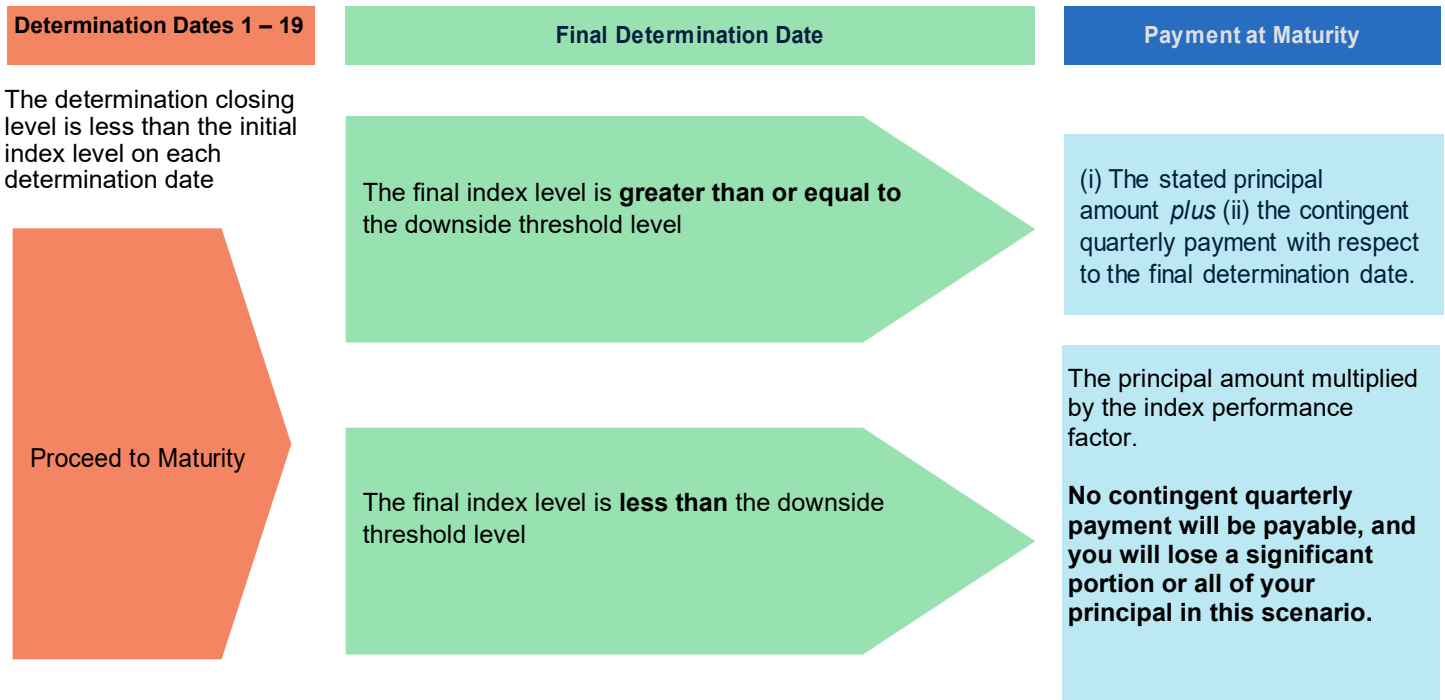 Determination Dates 1 – 19
Final Determination Date
Payment at Maturity
The determination closing
level is less than the initial
index level on each
determination date
Proceed to Maturity
The final index level is greater than or equal to
the downside threshold level
(i) The stated principal
amount plus (ii) the contingent
quarterly payment with respect
to the final determination date.
The final index level is less than the downside
threshold level
The principal amount multiplied
by the index performance
factor.
No contingent quarterly
payment will be payable, and
you will lose a significant
portion or all of your
principal in this scenario.